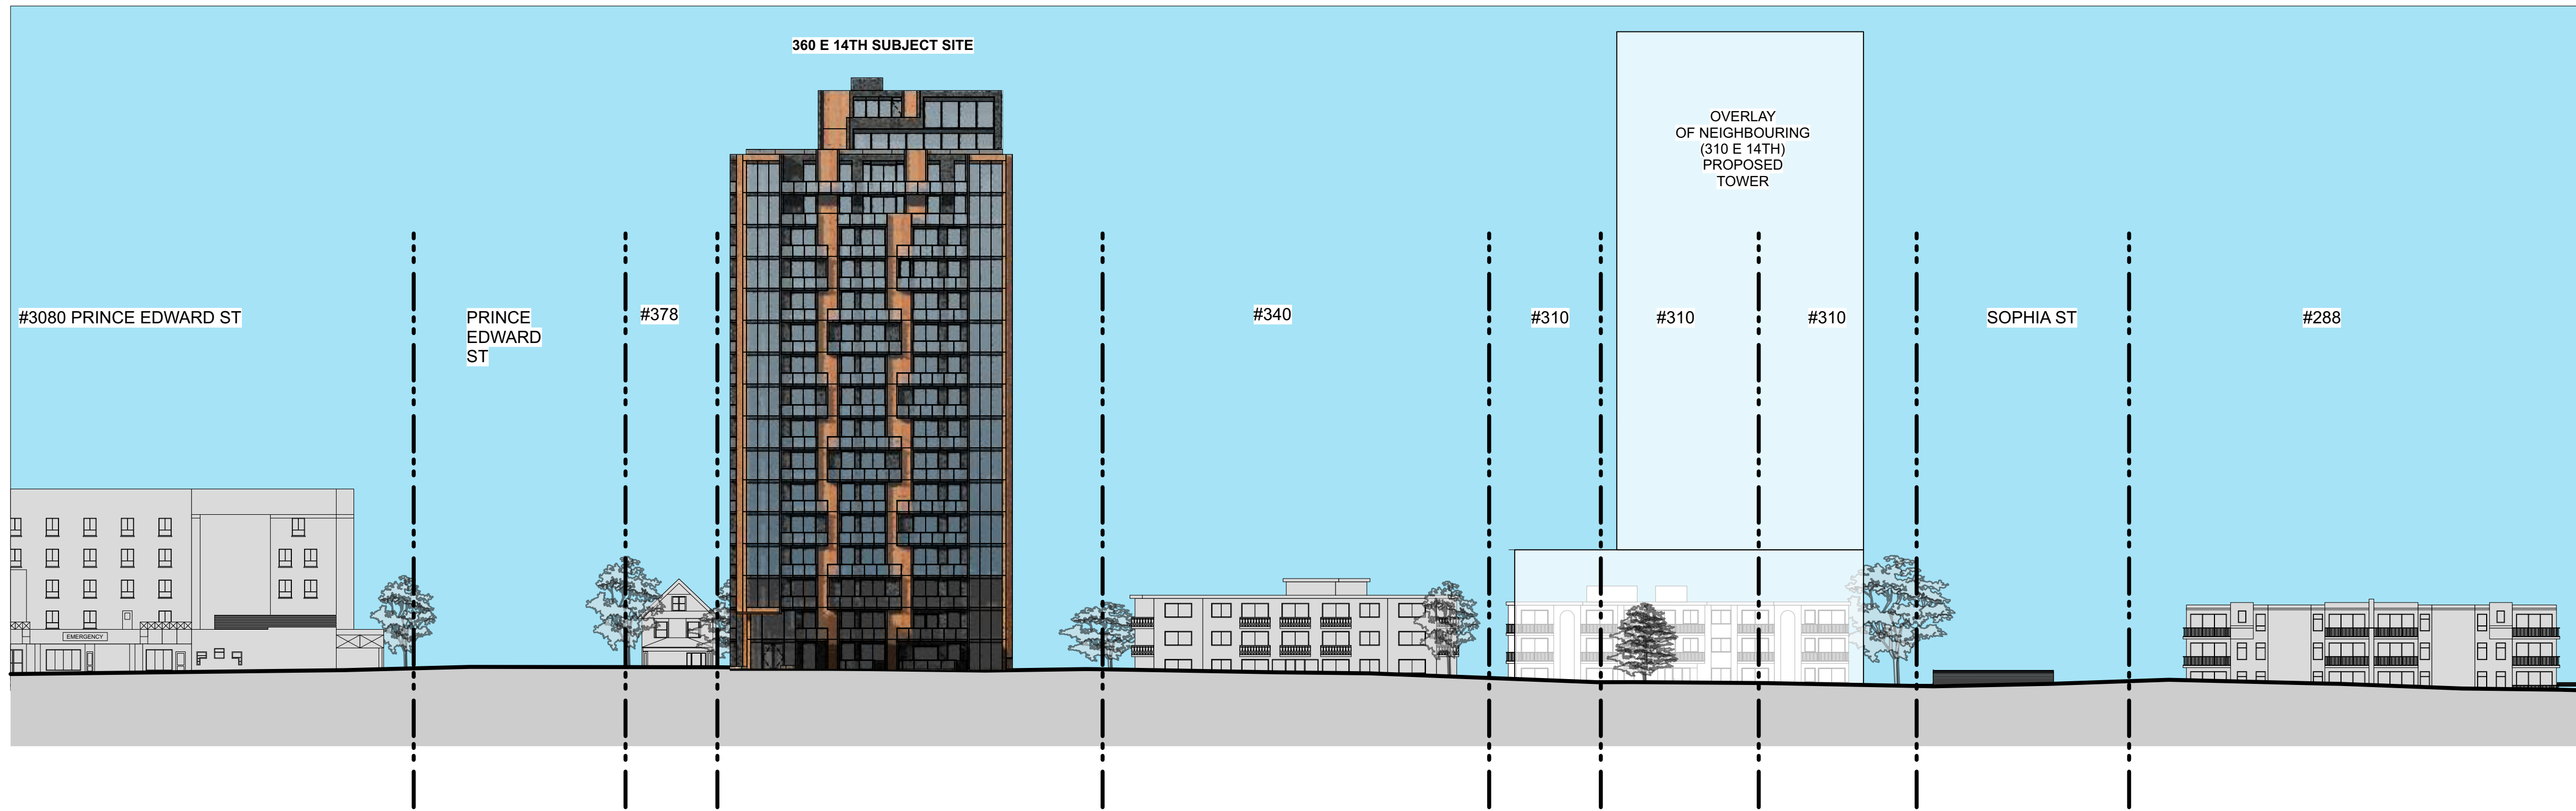 360 E 14TH SUBJECT SITE
OVERLAY
OF NEIGHBOURING
(310 E 14TH)
PROPOSED
TOWER
#3080 PRINCE EDWARD ST
PRINCE
EDWARD
ST
#378
#340
#310
#310
#310
SOPHIA ST
#288
EMERGENCY